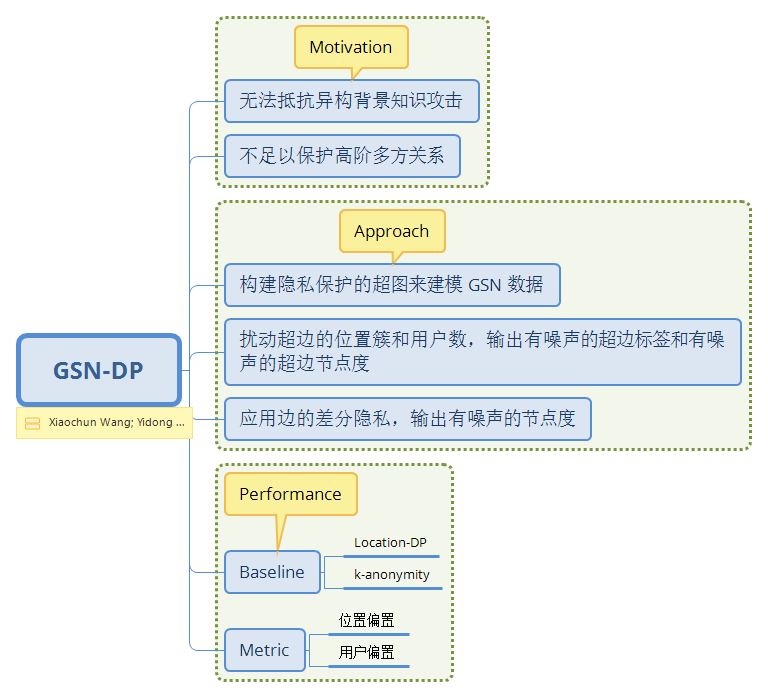 Motivation
无法抵抗异构背景知识攻击
不足以保护高阶多方关系
Approach
构建隐私保护的超图来建模 GSN 数据
扰动超边的位置簇和用户数，输出有噪声的超边标签和有噪
声的超边节点度
应用边的差分隐私，输出有噪声的节点度
GSN-DP
Xiaochun Wang; Yidong ...
Performance
Baseline
Location-DP
k-anonymity
Metric
位置偏置
用户偏置